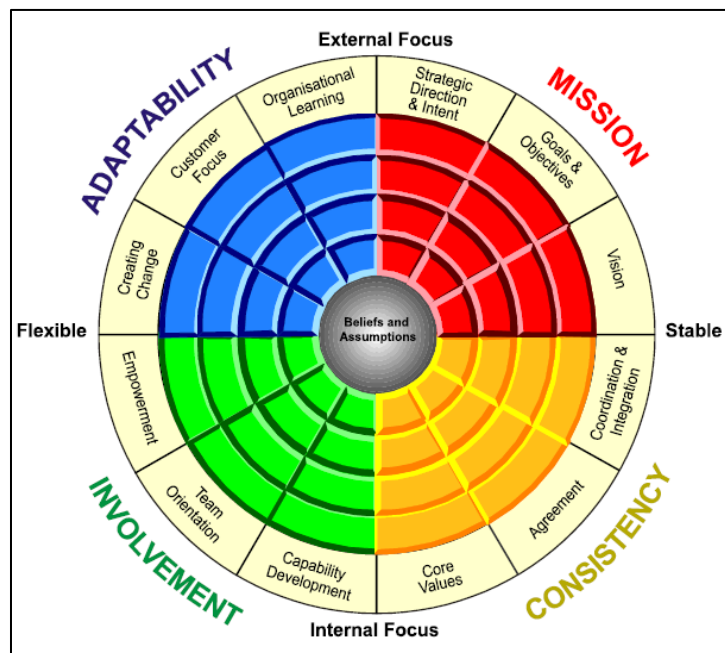 External Focus
ADAPTABILITY
MISSION
Organisational
Learning
Strategic
Direction
& Intent
Customer
Focus
Goals &
Objectives
Creating
Change
Vision
Flexible
Beliefs and
Assumptions
Stable
Empowerment
Coordination &
Integration
Team
Orientation
Agreement
Capability
Development
Core
Values
INVOLVEMENT
CONSISTENCY
Internal Focus